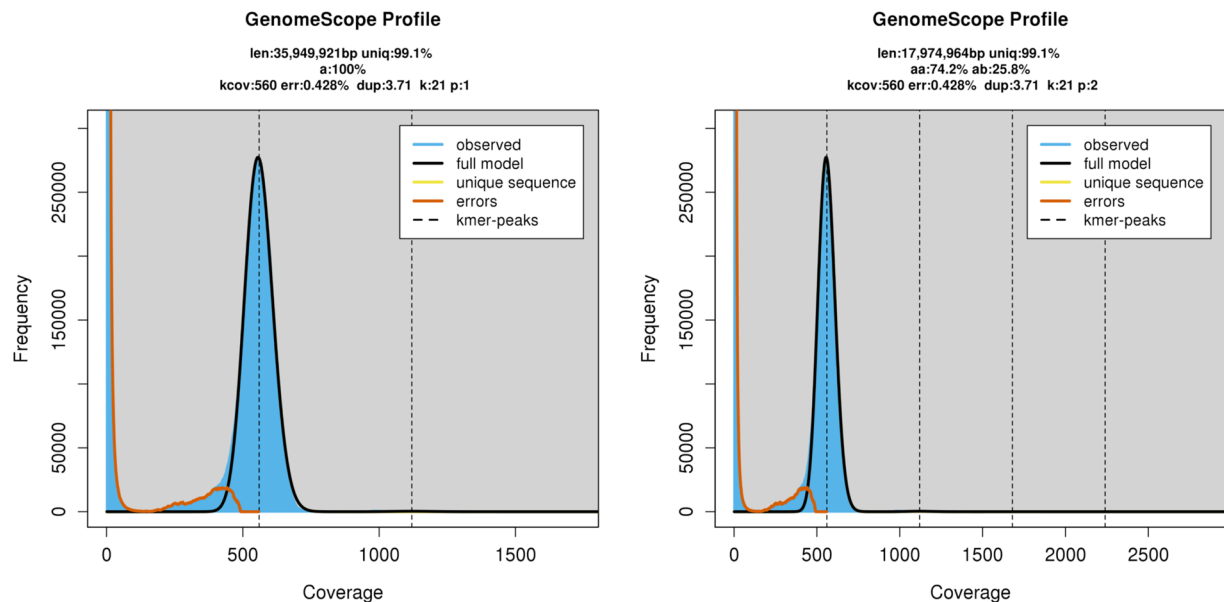 GenomeScope Profile
len:35,949,921bp uniq:99.1%
a:100%
kcov:560 err:0.428% dup:3.71 k:21 p:1
observed
full model
unique sequence
errors
kmer-peaks
Frequency
0
50000
150000
250000
0
500
1000
1500
Coverage
GenomeScope Profile
len:17,974,964bp uniq:99.1%
aa:74.2% ab:25.8%
kcov:560 err:0.428% dup:3.71 k:21 p:2
observed
full model
unique sequence
errors
kmer-peaks
Frequency
0
50000
150000
250000
0
500
1000
1500
2000
2500
Coverage